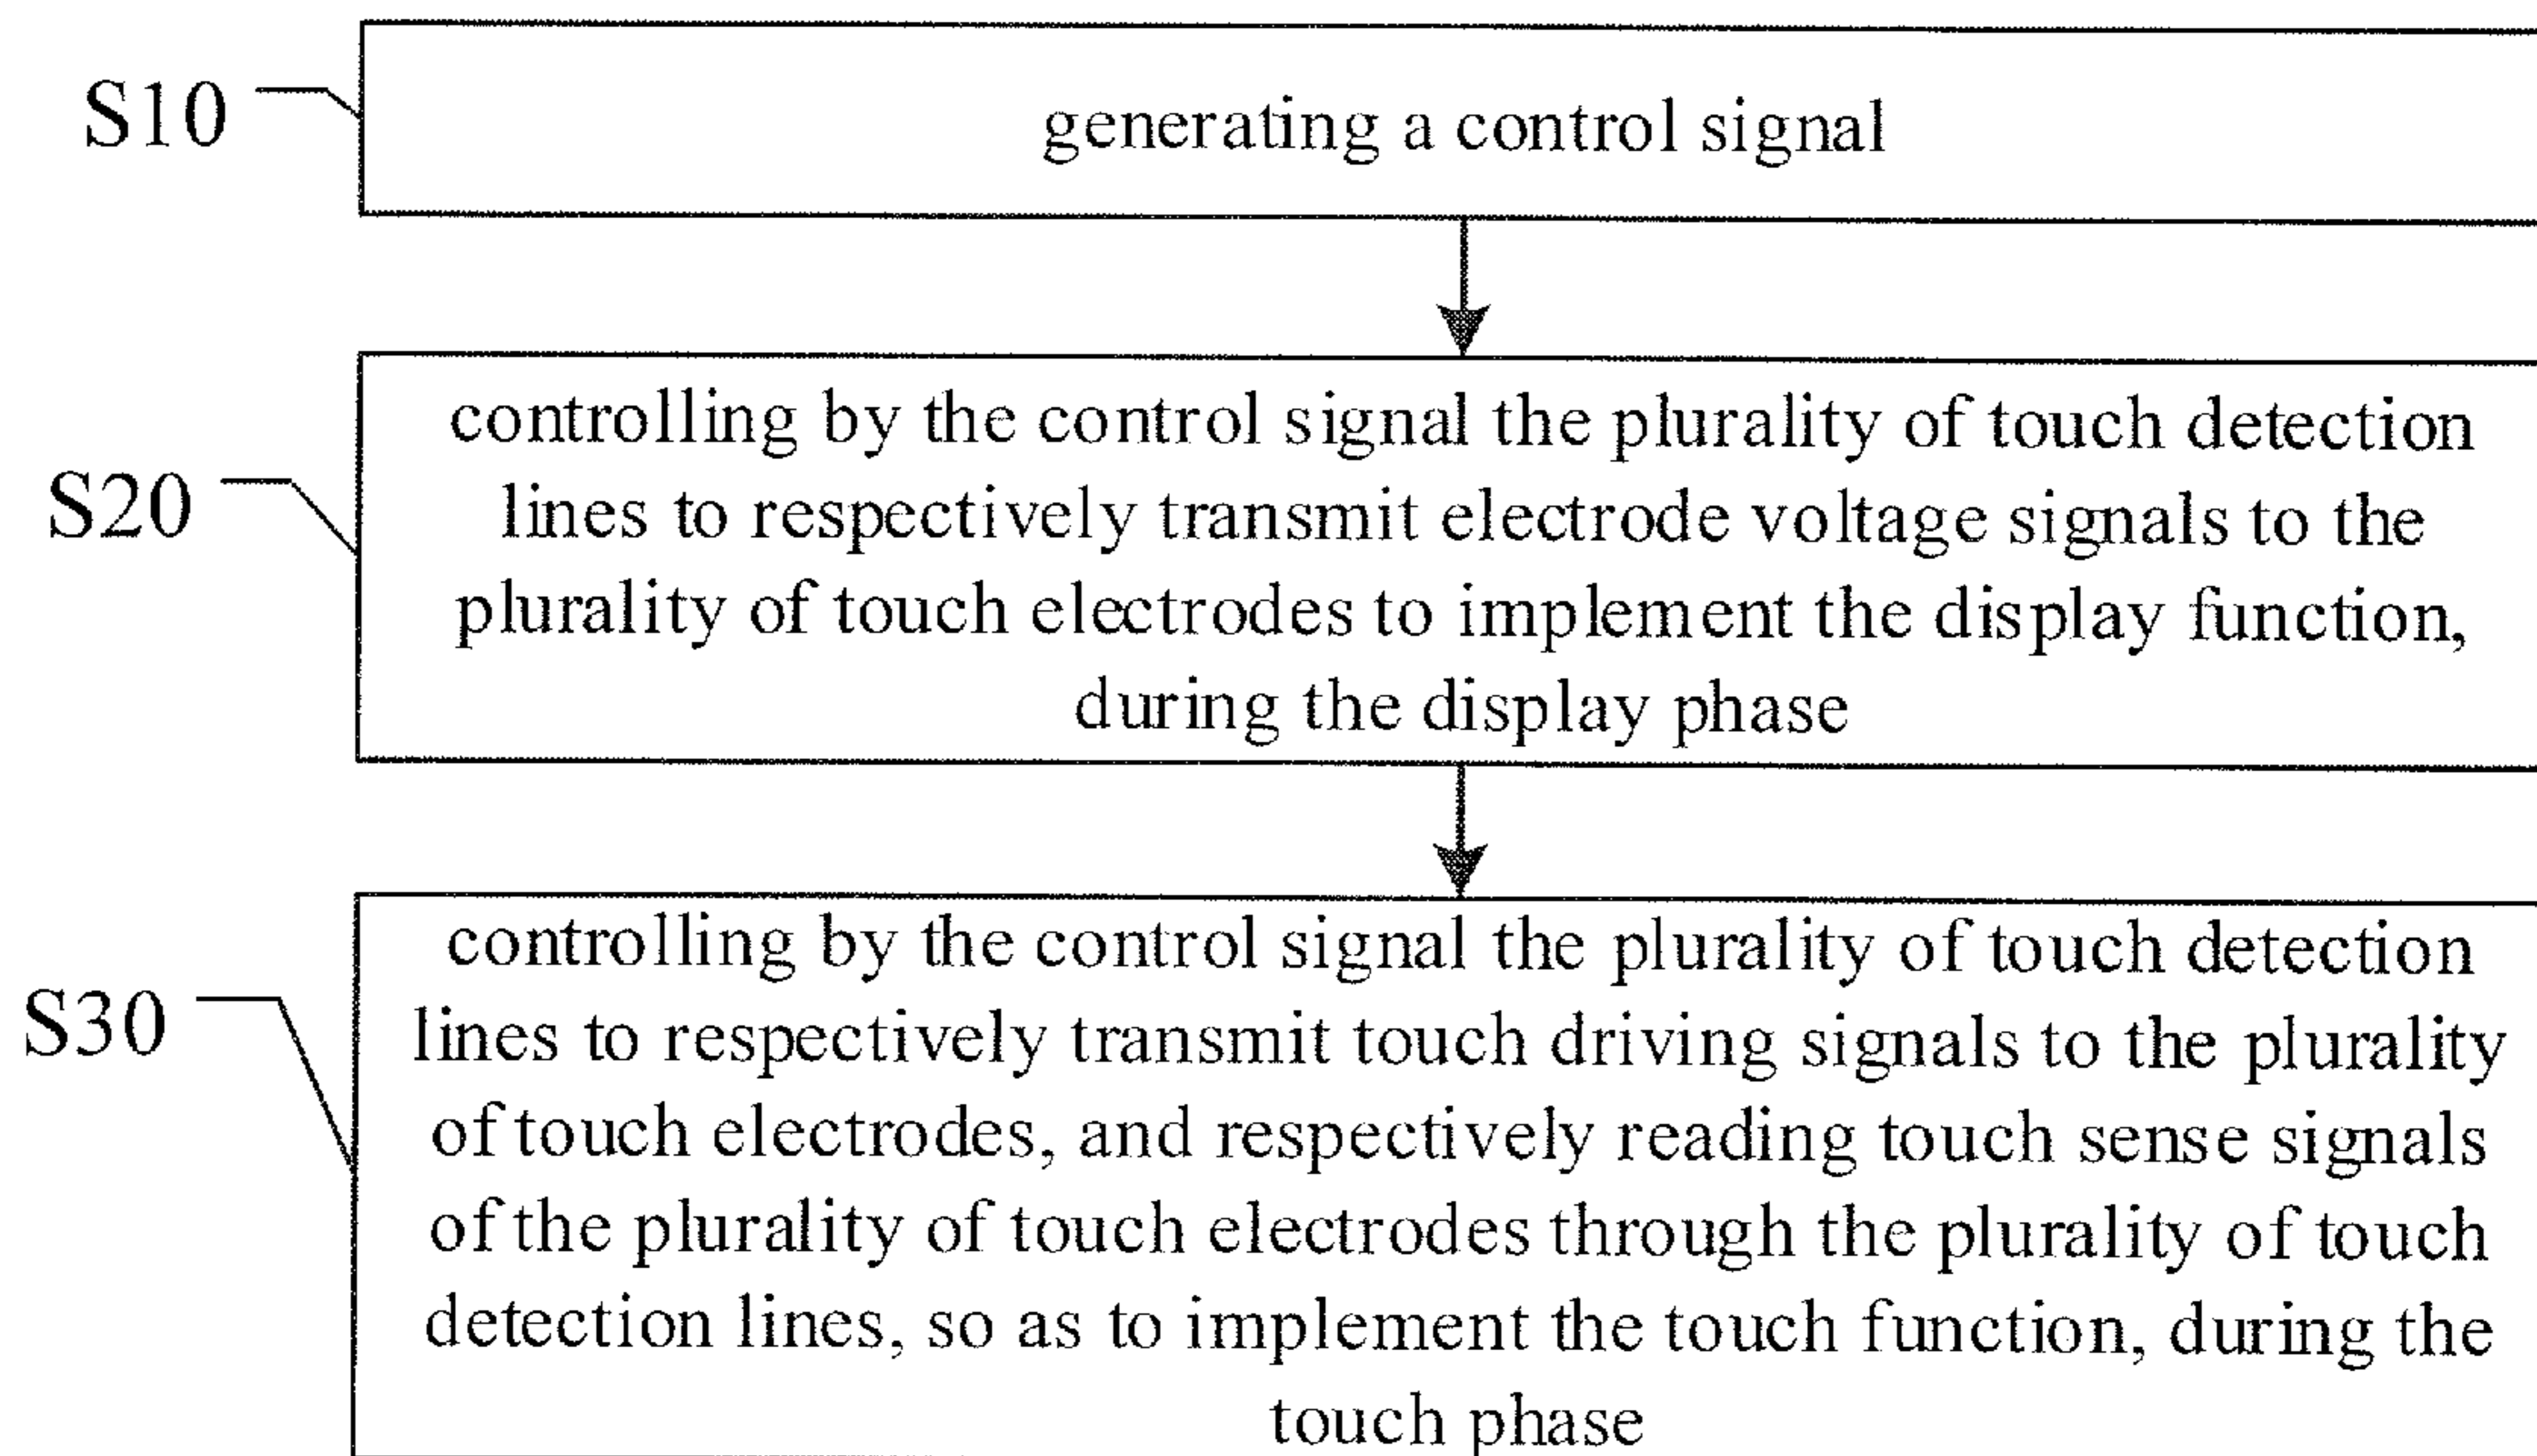 S10
generating a control signal
S20
controlling by the control signal the plurality of touch detection
lines to respectively transmit electrode voltage signals to the
plurality of touch electrodes to implement the display function,
during the display phase
S30
controlling by the control signal the plurality of touch detection
lines to respectively transmit touch driving signals to the plurality
of touch electrodes, and respectively reading touch sense signals
of the plurality of touch electrodes through the plurality of touch
detection lines, so as to implement the touch function, during the
touch phase